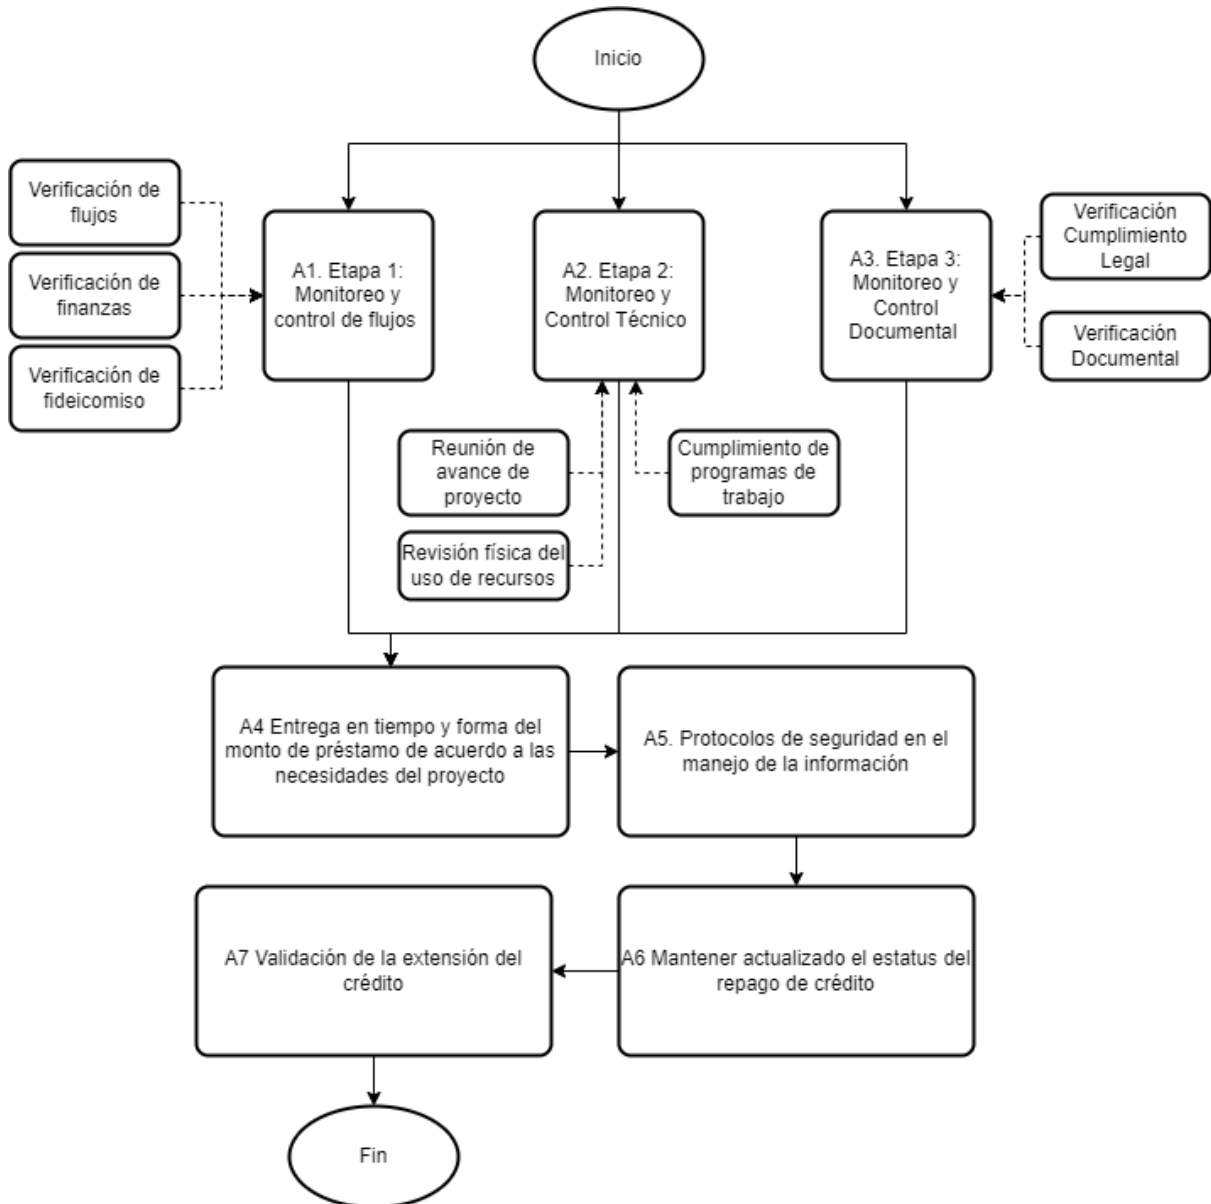 Inicio
Verificación de
flujos
Verificación de
finanzas
Verificación de
fideicomiso
A1. Etapa 1:
Monitoreo y
control de flujos
A2. Etapa 2:
Monitoreo y
Control Técnico
A3. Etapa 3:
Monitoreo y
Control
Documental
Verificación
Cumplimiento
Legal
Verificación
Documental
Reunión de
avance de
proyecto
Revisión física del
uso de recursos
Cumplimiento de
programas de
trabajo
A4 Entrega en tiempo y forma del
monto de préstamo de acuerdo a las
necesidades del proyecto
A5. Protocolos de seguridad en el
manejo de la información
A7 Validación de la extensión del
crédito
A6 Mantener actualizado el estatus del
repago de crédito
Fin